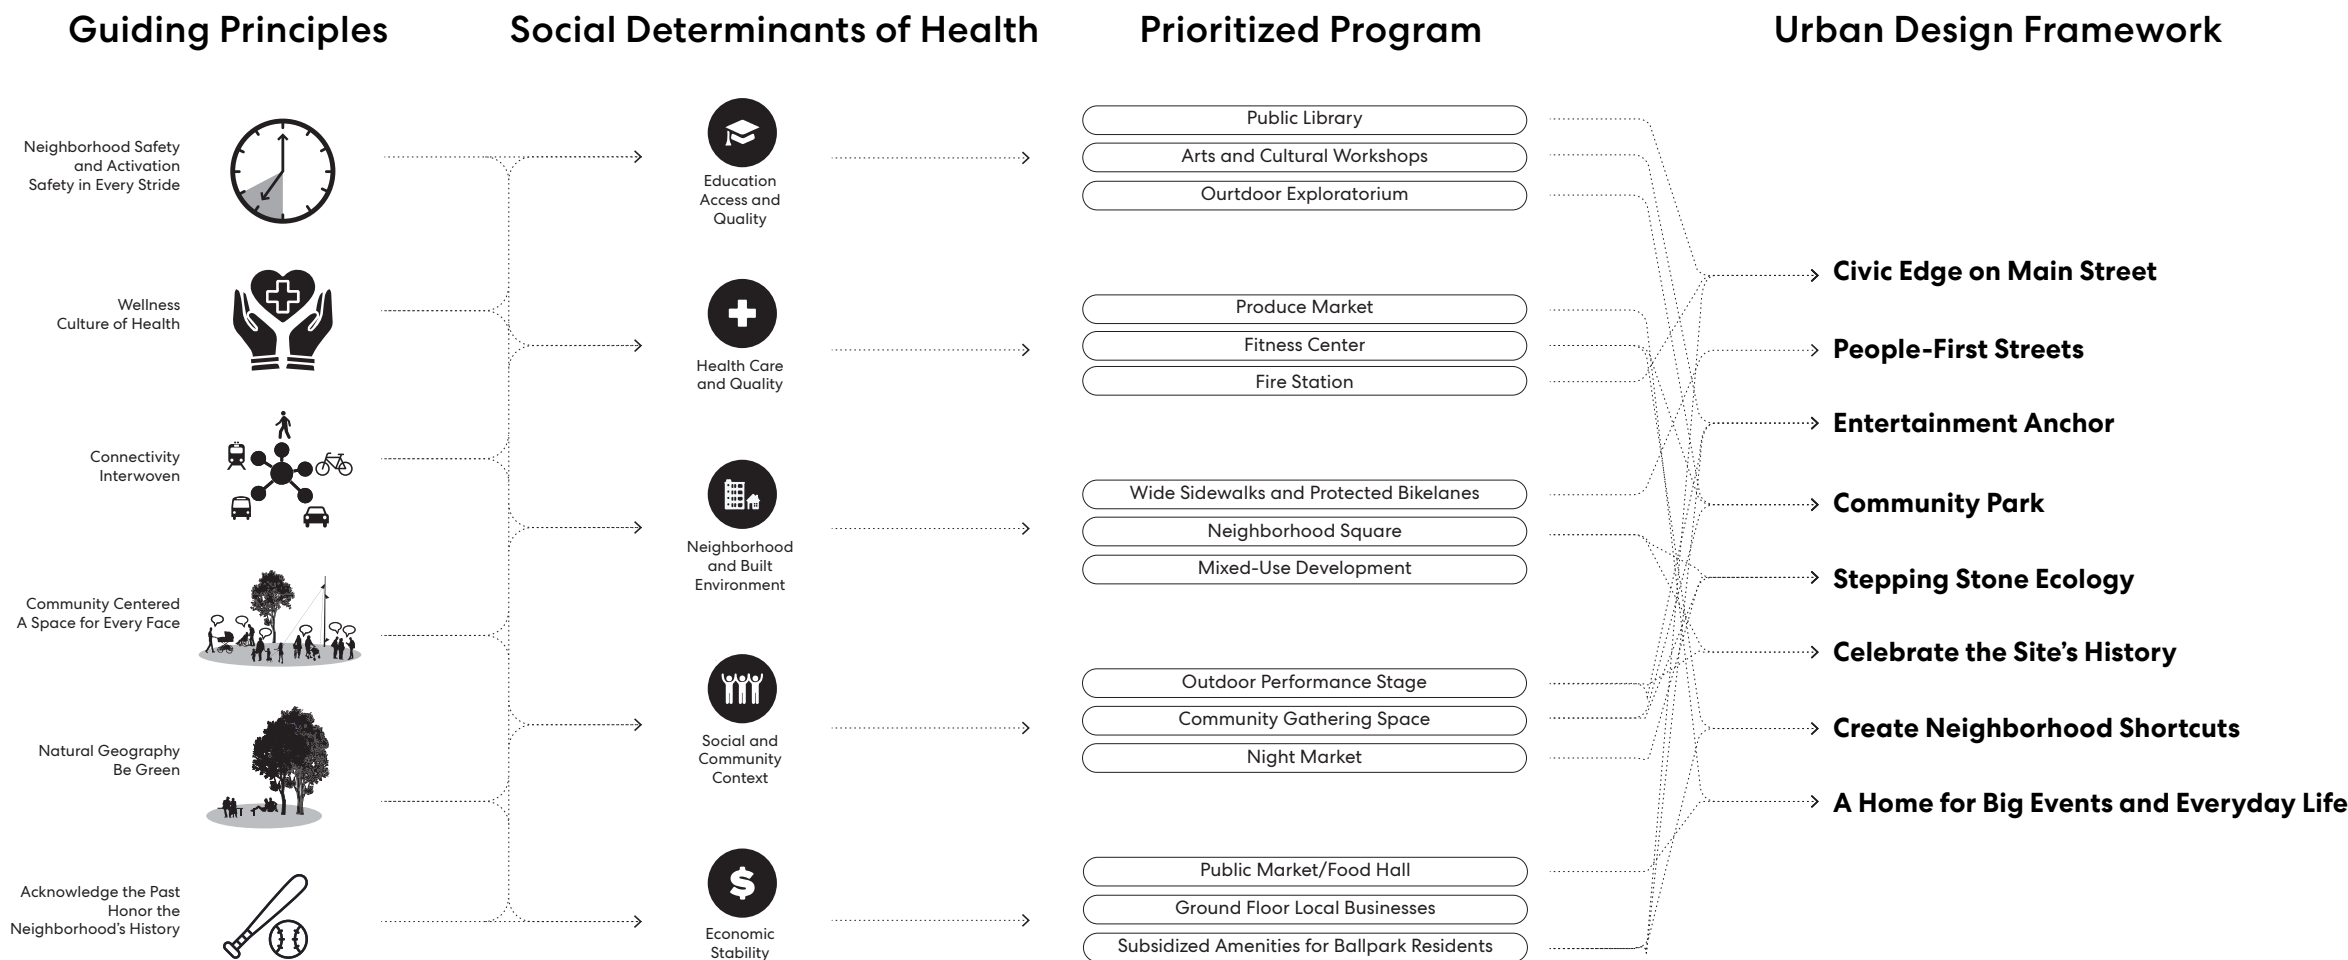 Guiding Principles
Social Determinants of Health
Prioritized Program
Urban Design Framework
Neighborhood Safety
and Activation
Safety in Every Stride
Wellness
Culture of Health
Connectivity
Interwoven
Community Centered
A Space for Every Face
Natural Geography
Be Green
Acknowledge the Past
Honor the
Neighborhood's History
Education
Access and
Quality
Health Care
and Quality
Neighborhood
and Built
Environment
Social and
Community
Context
Economic
Stability
Public Library
Arts and Cultural Workshops
Ourtdoor Exploratorium
Produce Market
Fitness Center
Fire Station
Wide Sidewalks and Protected Bikelanes
Neighborhood Square
Mixed-Use Development
Outdoor Performance Stage
Community Gathering Space
Night Market
Public Market/Food Hall
Ground Floor Local Businesses
Subsidized Amenities for Ballpark Residents
Civic Edge on Main Street
People-First Streets
Entertainment Anchor
Community Park
Stepping Stone Ecology
Celebrate the Site's History
Create Neighborhood Shortcuts
A Home for Big Events and Everyday Life